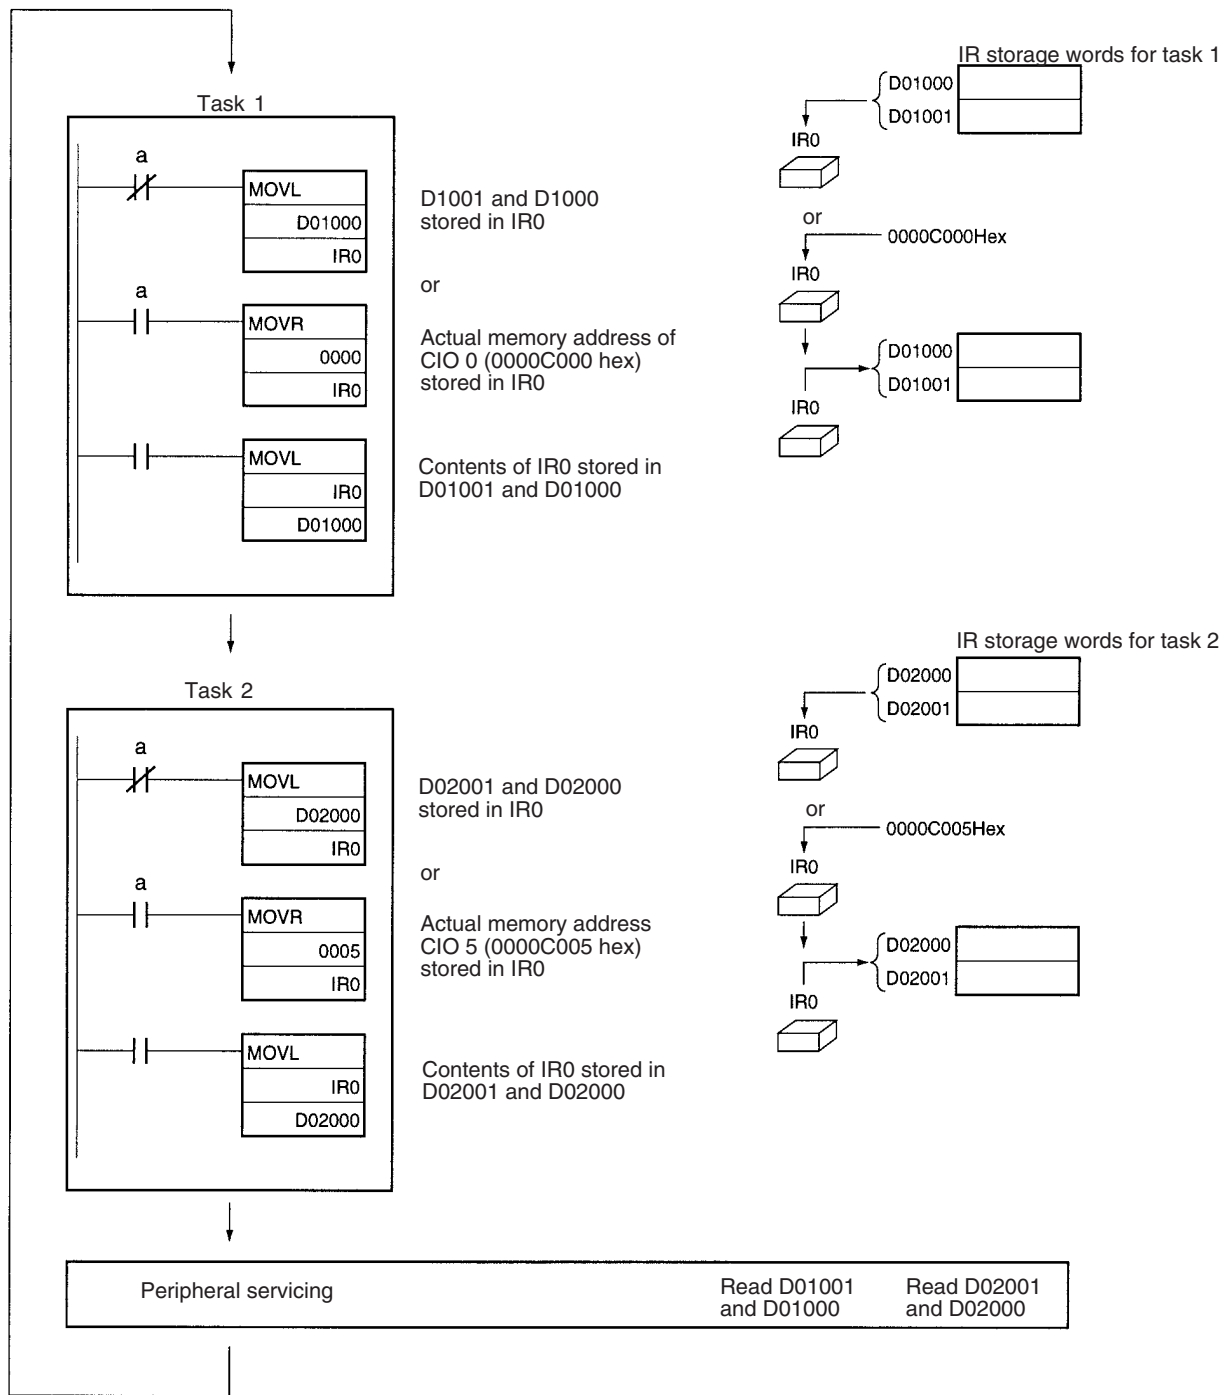 IR storage words for task 1
Task 1
D01000
D01001
IR0
a
MOVL
D01000
IR0
D1001 and D1000
stored in IR0
or
0000C000Hex
IR0
a
or
MOVR
0000
IR0
Actual memory address of
CIO 0 (0000C000 hex)
stored in IR0
D01000
D01001
IR0
MOVL
IR0
D01000
Contents of IR0 stored in
D01001 and D01000
IR storage words for task 2
Task 2
D02000
D02001
IR0
a
MOVL
D02000
IR0
D02001 and D02000
stored in IR0
or
0000C005Hex
IR0
a
or
MOVR
0005
IR0
Actual memory address
CIO 5 (0000C005 hex)
stored in IR0
D02000
D02001
IR0
MOVL
IR0
D02000
Contents of IR0 stored in
D02001 and D02000
Peripheral servicing
Read D01001
and D01000
Read D02001
and D02000